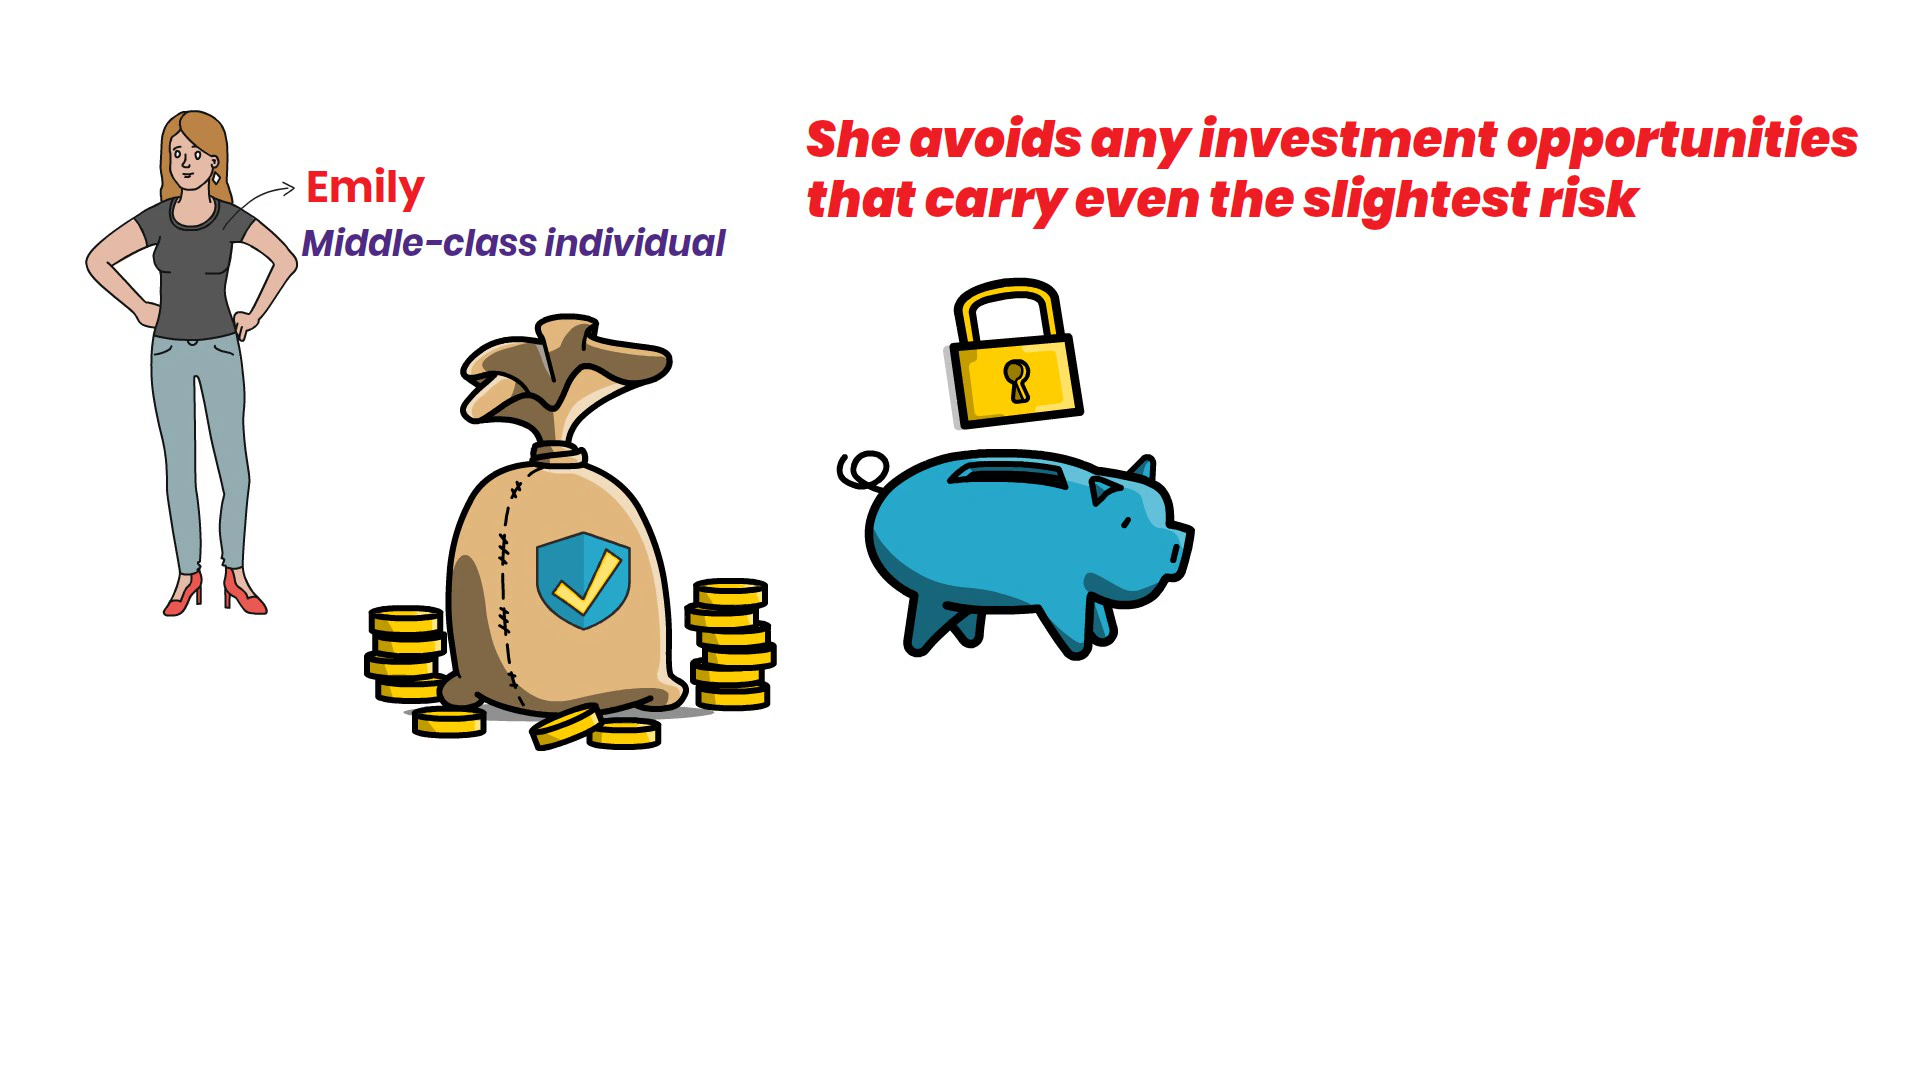 Emily
Middle-class individual
She avoids any investment opportunities
that carry even the slightest risk